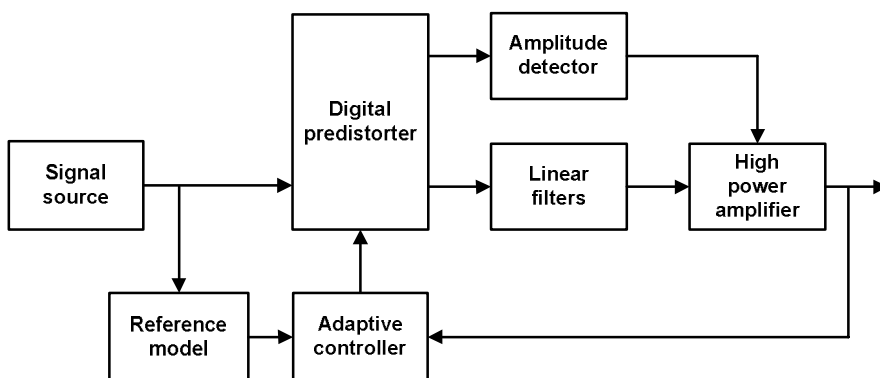 Amplitude
detector
Digital
predistorter
Signal
source
Linear
filters
High
power
amplifier
Reference
model
Adaptive
controller